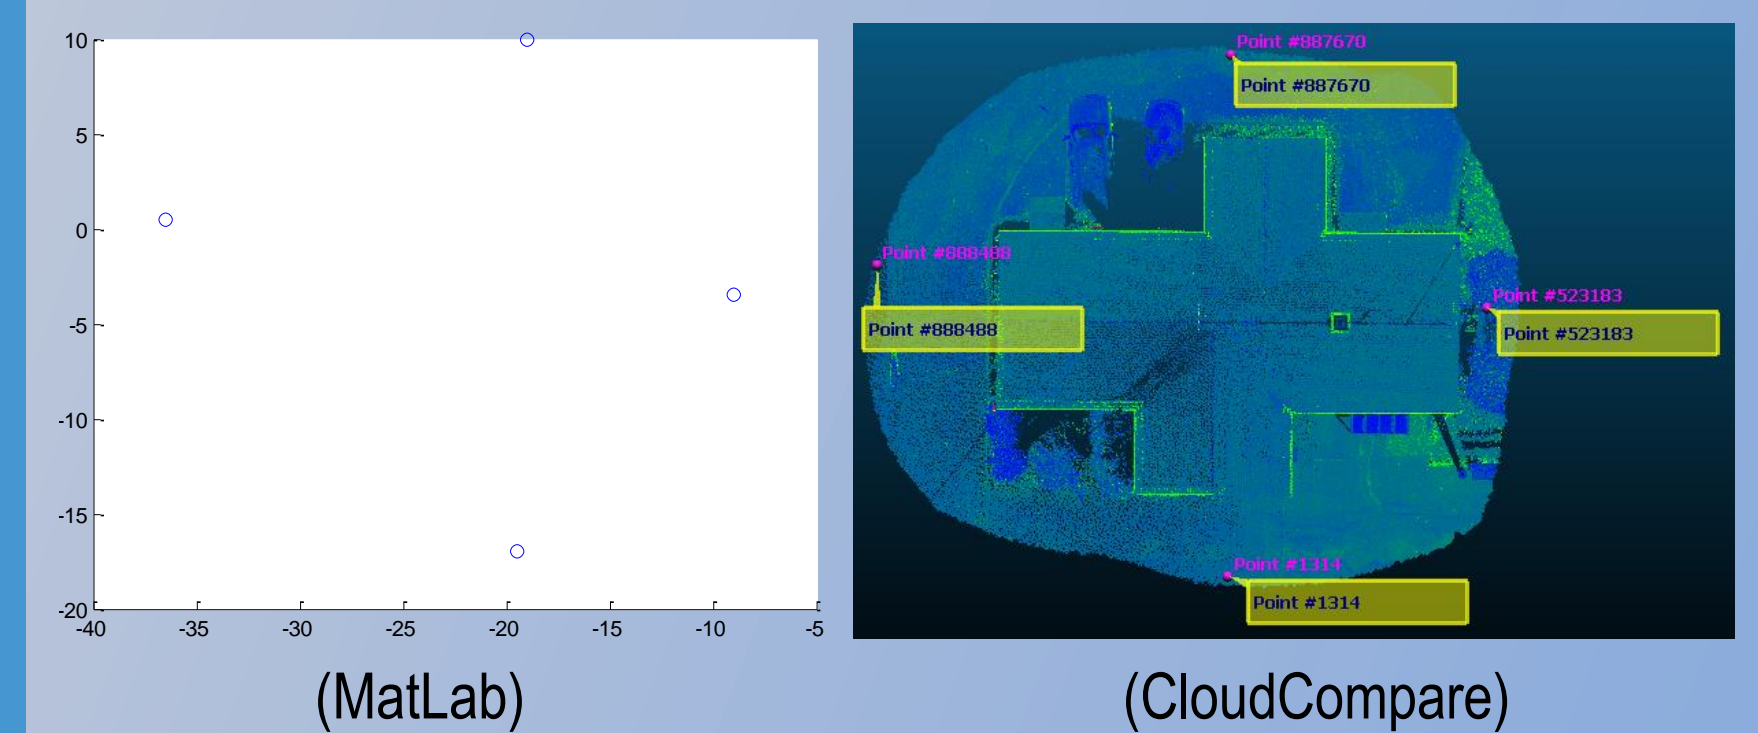 10
5
0
-5
-10
-15
-20
-40 -35 -30 -25 -20 -15 -10 -5
(MatLab)
Point #887670
Point #887670
Point #888488
Point #888488
Point #523183
Point #523183
Point #1314
Point #1314
(CloudCompare)